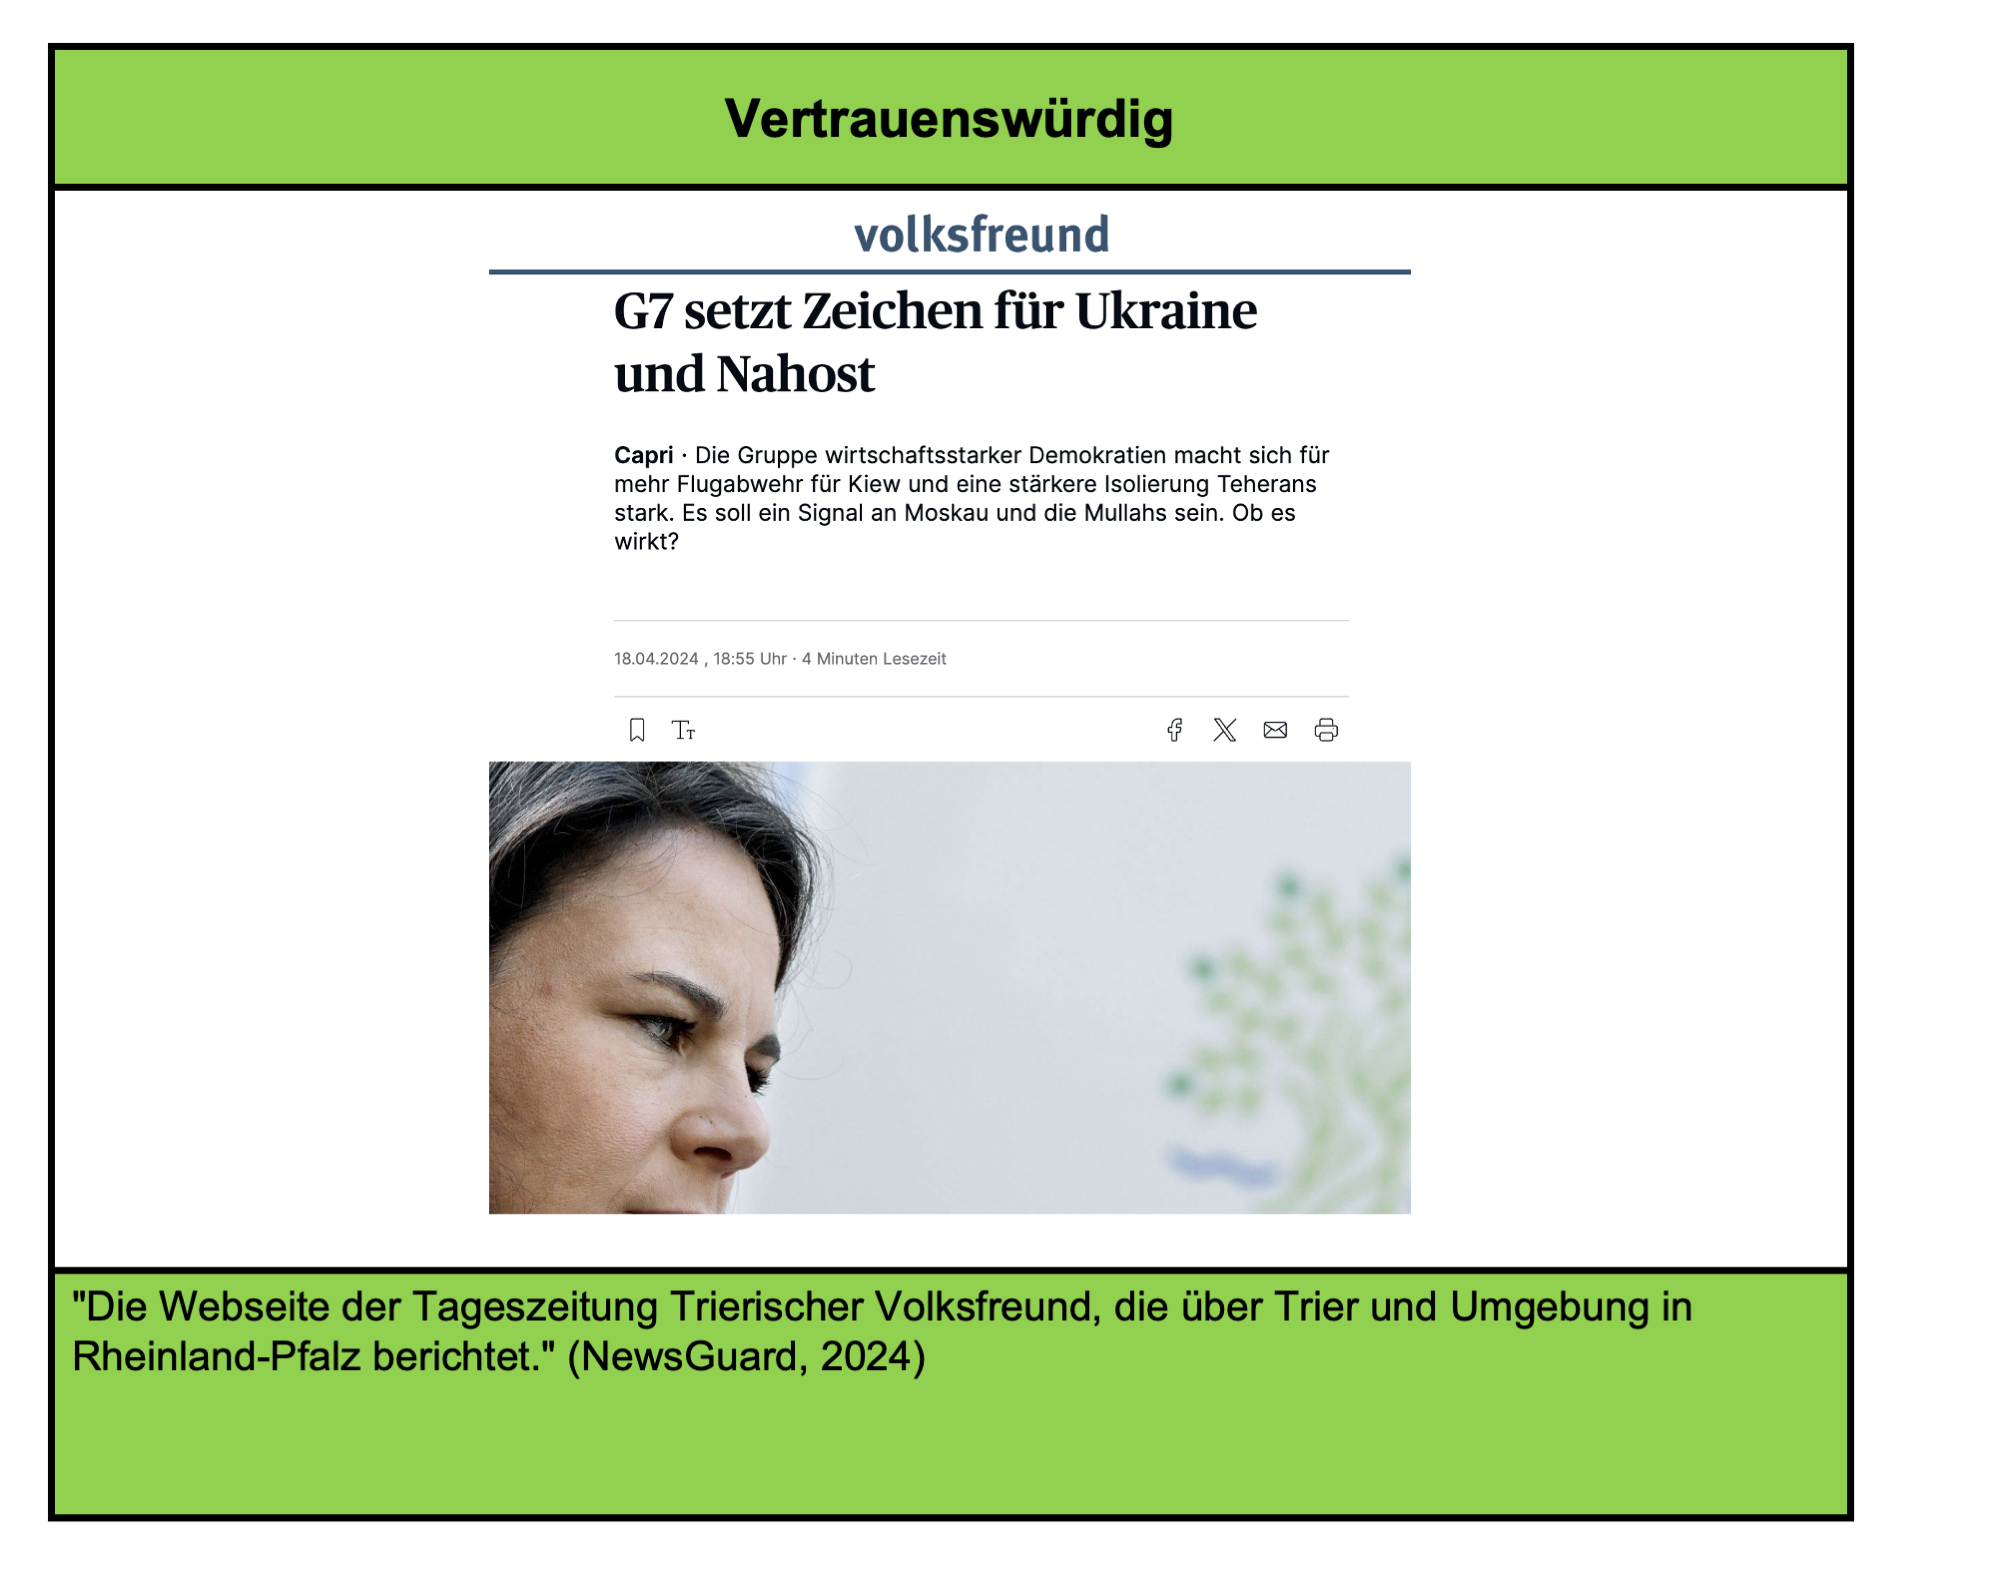 Vertrauenswürdig
volksfreund
G7 setzt Zeichen für Ukraine
und Nahost
Capri · Die Gruppe wirtschaftsstarker Demokratien macht sich für
mehr Flugabwehr für Kiew und eine stärkere Isolierung Teherans
stark. Es soll ein Signal an Moskau und die Mullahs sein. Ob es
wirkt?
18.04.2024 , 18:55 Uhr · 4 Minuten Lesezeit
"Die Webseite der Tageszeitung Trierischer Volksfreund, die über Trier und Umgebung in
Rheinland-Pfalz berichtet." (NewsGuard, 2024)